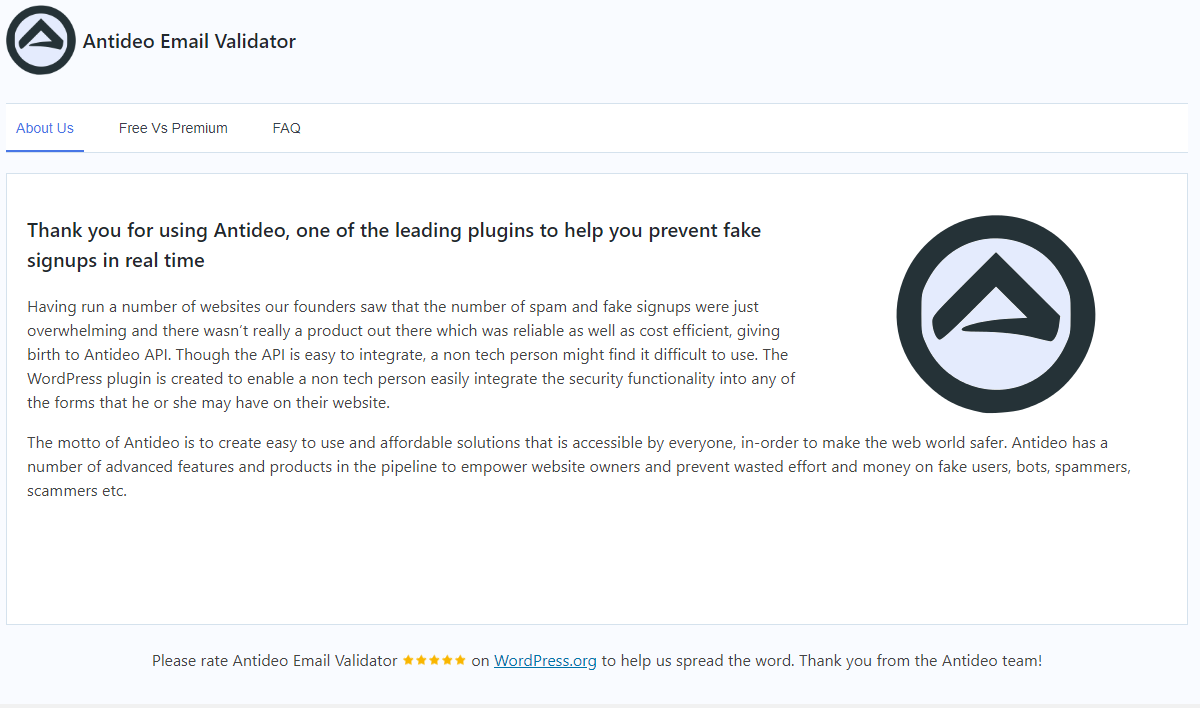 Antideo Email Validator
About Us
Free Vs Premium
FAQ
Thank you for using Antideo, one of the leading plugins to help you prevent fake
signups in real time
Having run a number of websites our founders saw that the number of spam and fake signups were just
overwhelming and there wasn't really a product out there which was reliable as well as cost efficient, giving
birth to Antideo API. Though the API is easy to integrate, a non tech person might find it difficult to use. The
WordPress plugin is created to enable a non tech person easily integrate the security functionality into any of
the forms that he or she may have on their website.
The motto of Antideo is to create easy to use and affordable solutions that is accessible by everyone, in-order to make the web world safer. Antideo has a
number of advanced features and products in the pipeline to empower website owners and prevent wasted effort and money on fake users, bots, spammers,
scammers etc.
Please rate Antideo Email Validator ★★★★★ on WordPress.org to help us spread the word. Thank you from the Antideo team!